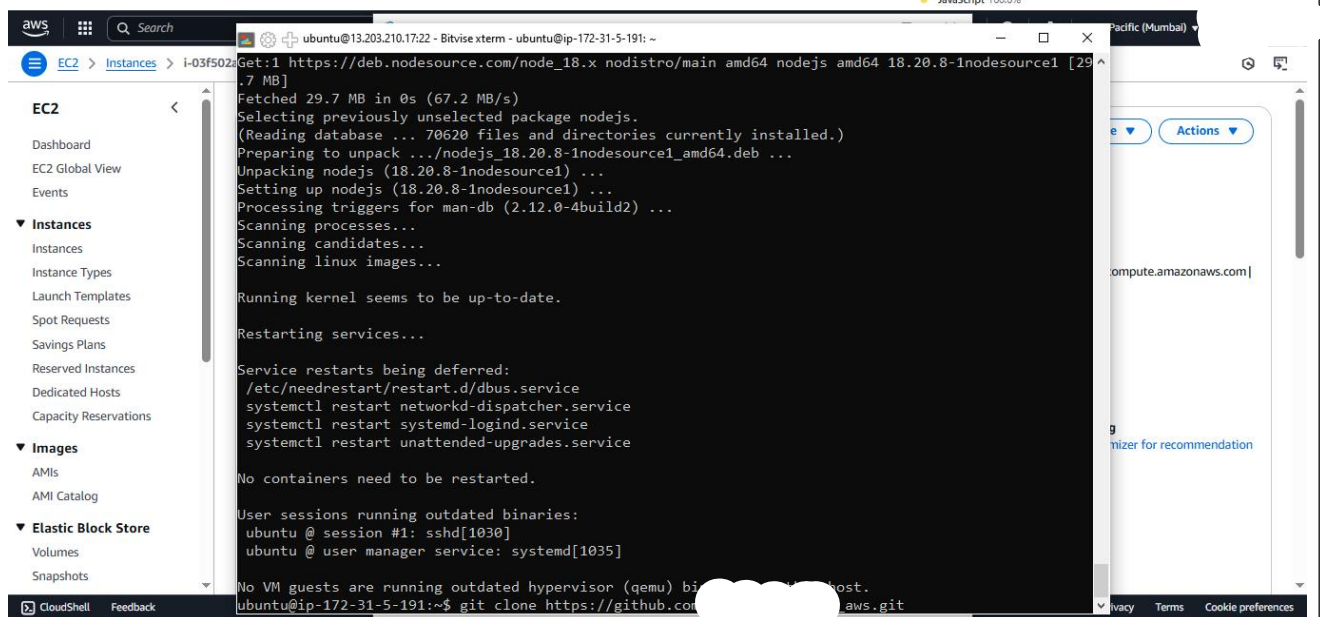 JavaScript 100.0%
aws
Search
Pacific (Mumbai)
EC2 > Instances > i-03f502a
EC2
Dashboard
EC2 Global View
Events
Instances
Instances
Instance Types
Launch Templates
Spot Requests
Savings Plans
Reserved Instances
Dedicated Hosts
Capacity Reservations
Images
AMIs
AMI Catalog
Elastic Block Store
Volumes
Snapshots
CloudShell Feedback
ubuntu@13.203.210.17:22 - Bitvise xterm - ubuntu@ip-172-31-5-191: ~
Get:1 https://deb.nodesource.com/node_18.x nodistro/main amd64 nodejs amd64 18.20.8-1nodesource1 [29
.7 MB]
Fetched 29.7 MB in 0s (67.2 MB/s)
Selecting previously unselected package nodejs.
(Reading database ... 70620 files and directories currently installed.)
Preparing to unpack .../nodejs_18.20.8-1nodesource1_amd64.deb ...
Unpacking nodejs (18.20.8-1nodesource1) ...
Setting up nodejs (18.20.8-1nodesource1) ...
Processing triggers for man-db (2.12.0-4build2) ...
Scanning processes...
Scanning candidates...
Scanning linux images...
Running kernel seems to be up-to-date.
Restarting services...
Service restarts being deferred:
/etc/needrestart/restart.d/dbus.service
systemctl restart networkd-dispatcher.service
systemctl restart systemd-logind.service
systemctl restart unattended-upgrades.service
No containers need to be restarted.
User sessions running outdated binaries:
ubuntu @ session #1: sshd[1030]
ubuntu @ user manager service: systemd[1035]
No VM guests are running outdated hypervisor (qemu) host.
ubuntu@ip-172-31-5-191:~$ git clone https://github.com _aws.git
Actions
compute.amazonaws.com
mizer for recommendation
Terms Cookie preferences